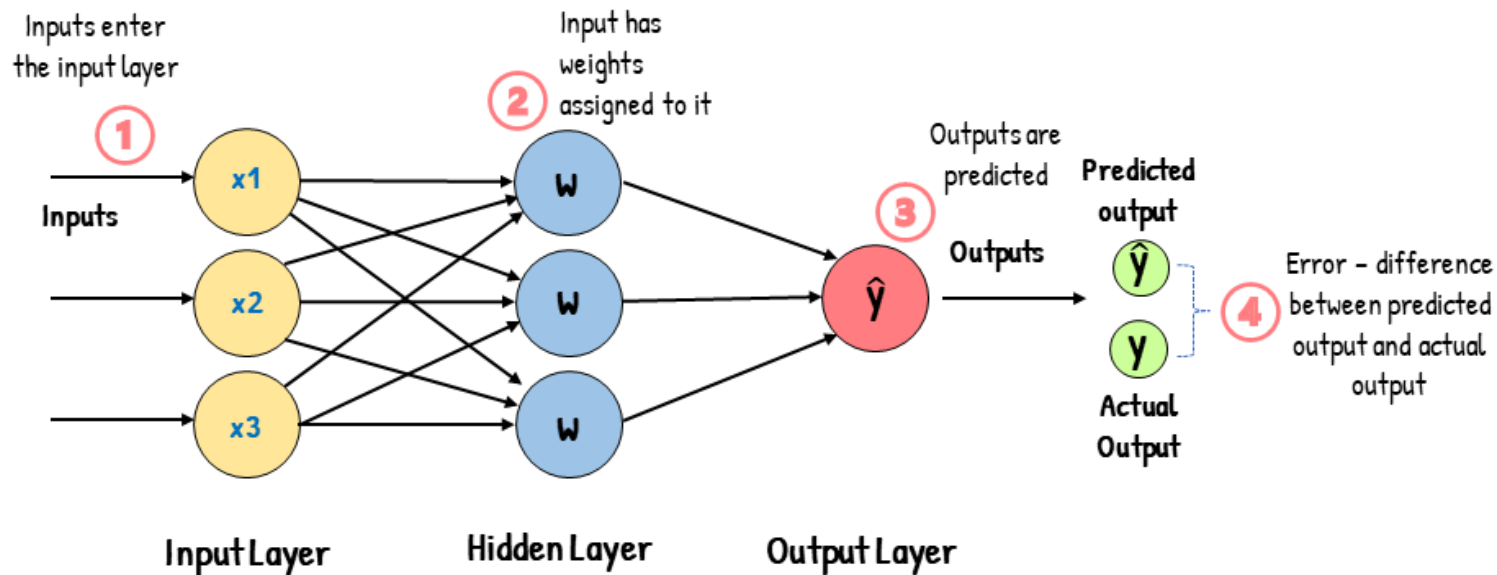 Inputs enter
the input layer
1
Inputs
x1
x2
x3
Input Layer
2
Input has
weights
assigned to it
w
w
w
Hidden Layer
3
Outputs are
predicted
ŷ
Outputs
Output Layer
Predicted
output
ŷ
y
Actual
Output
4
Error – difference
between predicted
output and actual
output